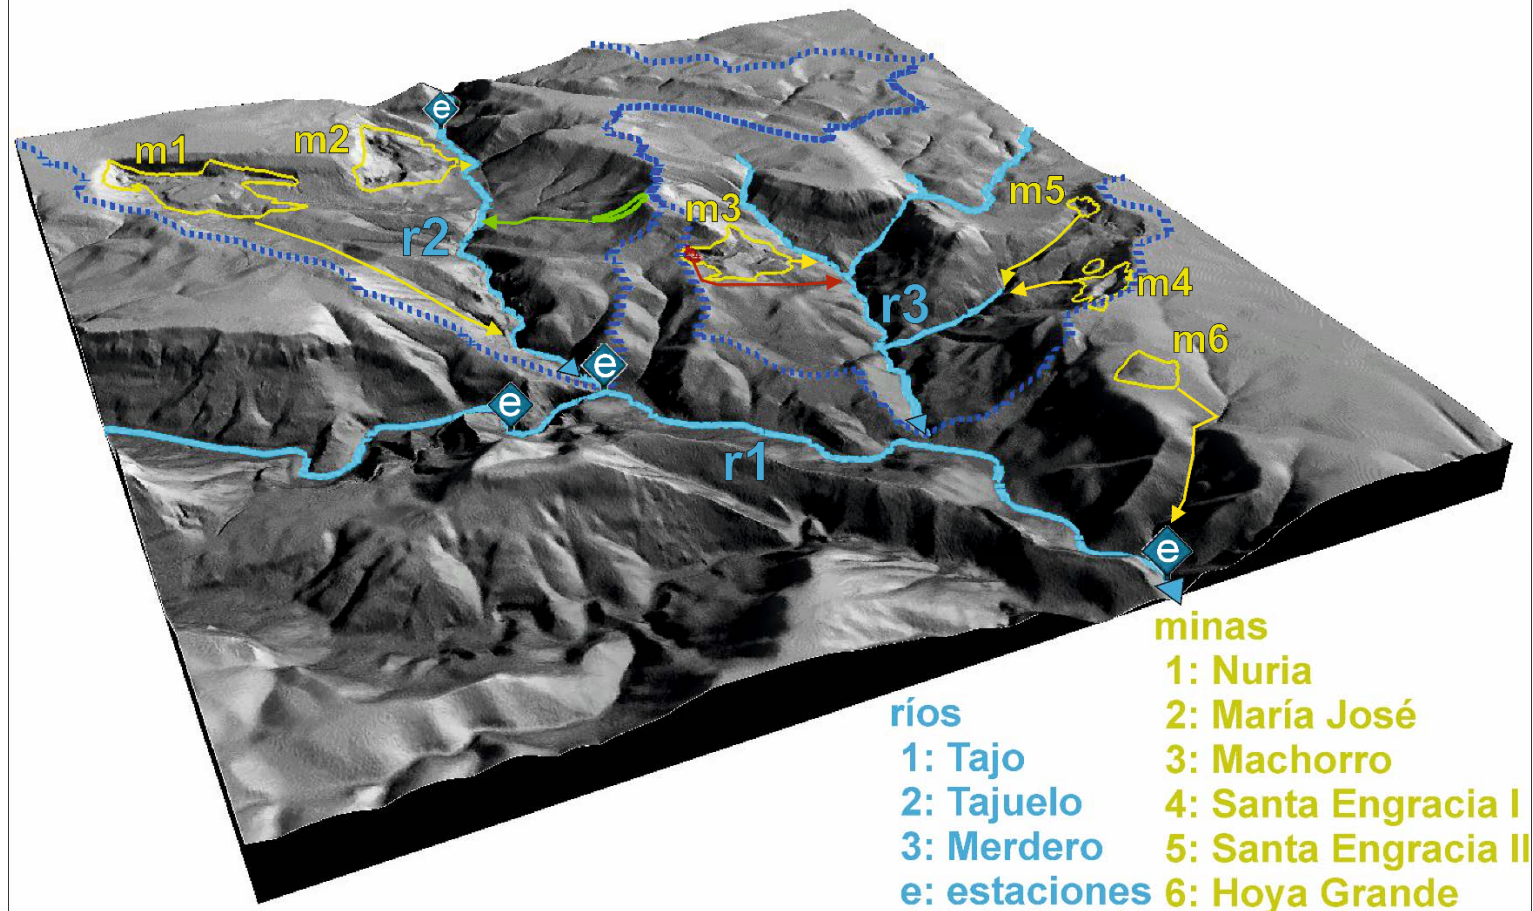 e
m1
m2
m5
m3
r2
m4
r3
m6
e
e
r1
e
ríos
1: Tajo
2: Tajuelo
3: Merdero
e: estaciones
minas
1: Nuria
2: María José
3: Machorro
4: Santa Engracia I
5: Santa Engracia II
6: Hoya Grande